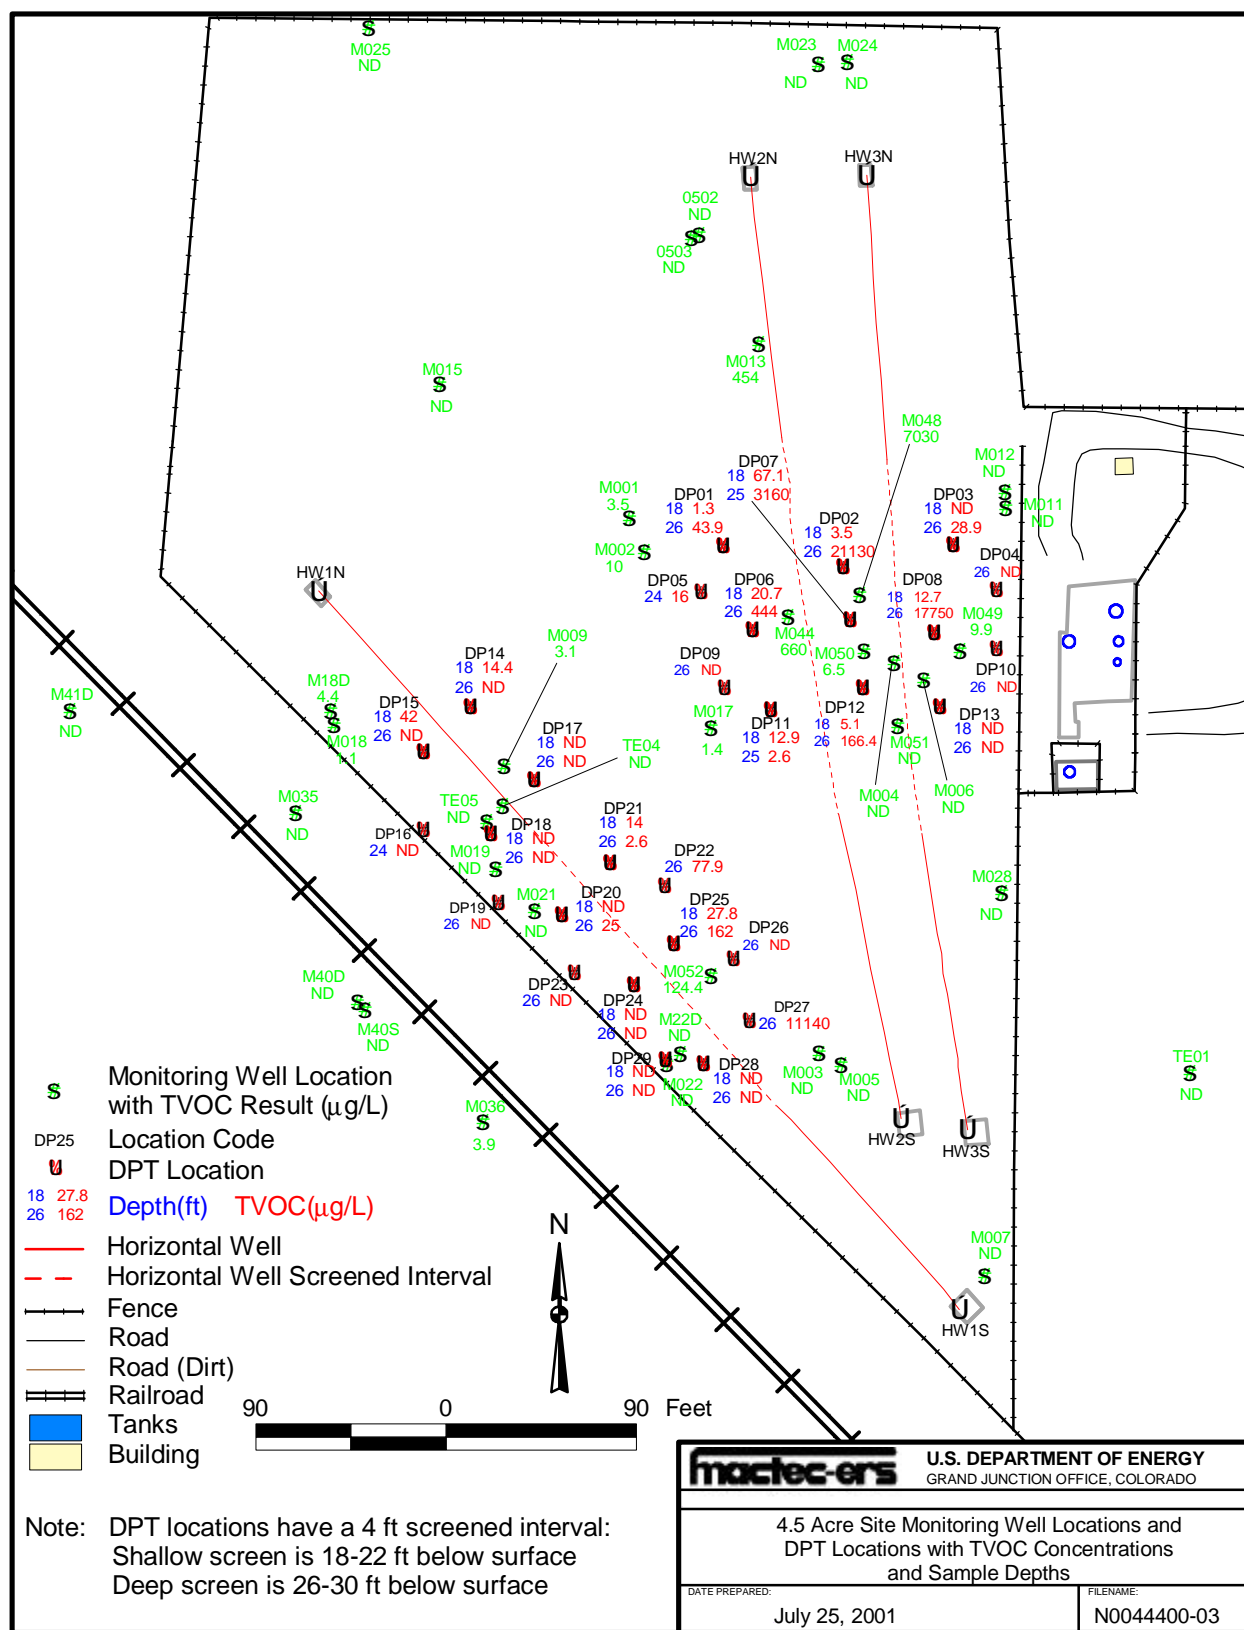 M025
ND
M023
M024
ND
ND
HW2N
HW3N
0502
ND
0503
ND
M013
454
M015
ND
M048
7030
M012
ND
M011
ND
DP07
18 67.1
25 3160
M001
3.5
DP01
18 1.3
26 43.9
DP02
18 3.5
26 21130
DP03
18 ND
26 28.9
M002
10
DP04
26 ND
HW1N
DP05
24 16
DP06
18 20.7
26 444
DP08
18 12.7
26 17750
M044
660
M049
9.9
M009
3.1
DP14
18 14.4
26 ND
DP09
26 ND
M050
6.5
DP10
26 ND
M41D
ND
M18D
4.4
M018
1.1
DP15
18 42
26 ND
M017
1.4
DP11
18 12.9
25 2.6
DP12
18 5.1
26 166.4
M051
ND
DP13
18 ND
26 ND
DP17
18 ND
26 ND
TE04
ND
M004
ND
M006
ND
M035
ND
TE05
ND
DP16
24 ND
DP18
18 ND
26 ND
DP21
18 14
26 2.6
M019
ND
DP22
26 77.9
M028
ND
DP19
26 ND
M021
ND
DP20
18 ND
26 25
DP25
18 27.8
26 162
DP26
26 ND
M052
124.4
M40D
ND
M40S
ND
DP23
26 ND
DP24
18 ND
26 ND
DP27
26 11140
M22D
ND
DP29
18 ND
26 ND
M022
ND
DP28
18 ND
26 ND
M003
ND
M005
ND
TE01
ND
M036
3.9
HW2S
HW3S
M007
ND
HW1S
Monitoring Well Location
with TVOC Result (µg/L)
DP25 Location Code
DPT Location
18 27.8
26 162
Depth(ft) TVOC(µg/L)
Horizontal Well
Horizontal Well Screened Interval
Fence
Road
Road (Dirt)
Railroad
Tanks
Building
N
90 0 90 Feet
Note: DPT locations have a 4 ft screened interval:
Shallow screen is 18-22 ft below surface
Deep screen is 26-30 ft below surface
mactec-ers
U.S. DEPARTMENT OF ENERGY
GRAND JUNCTION OFFICE, COLORADO
4.5 Acre Site Monitoring Well Locations and
DPT Locations with TVOC Concentrations
and Sample Depths
DATE PREPARED:
July 25, 2001
FILENAME:
N0044400-03